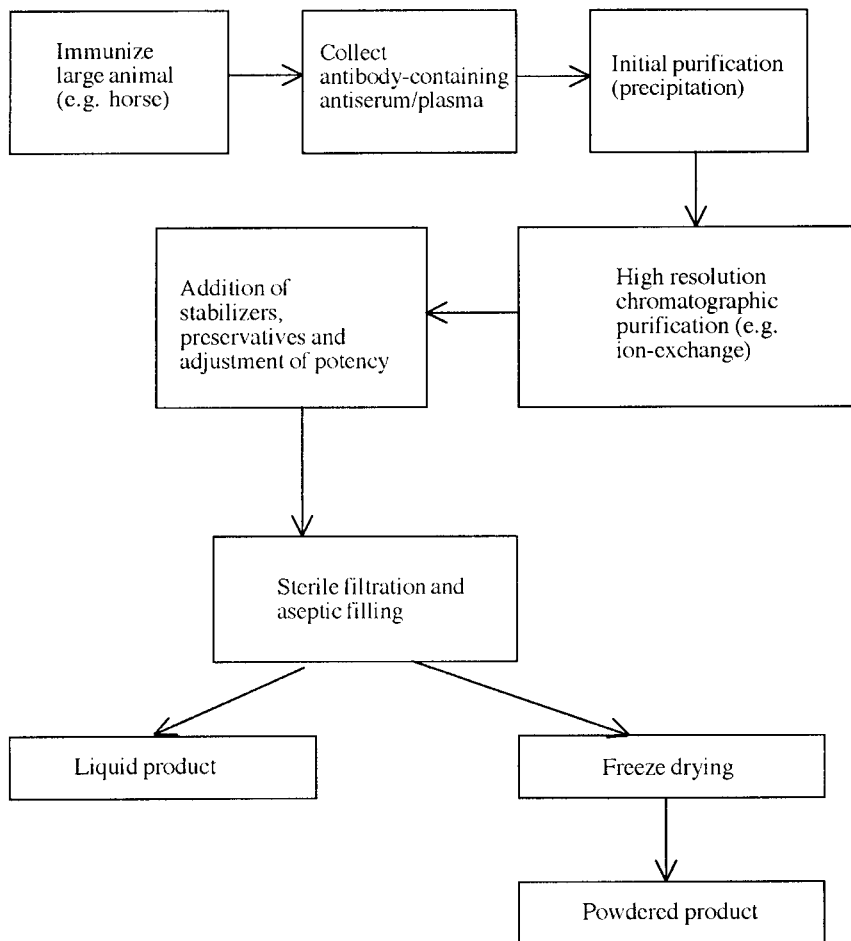 Immunize
large animal
(e.g. horse)
Collect
antibody-containing
antiserum/plasma
Initial purification
(precipitation)
High resolution
chromatographic
purification (e.g.
ion-exchange)
Addition of
stabilizers,
preservatives and
adjustment of potency
Sterile filtration and
aseptic filling
Liquid product
Freeze drying
Powdered product